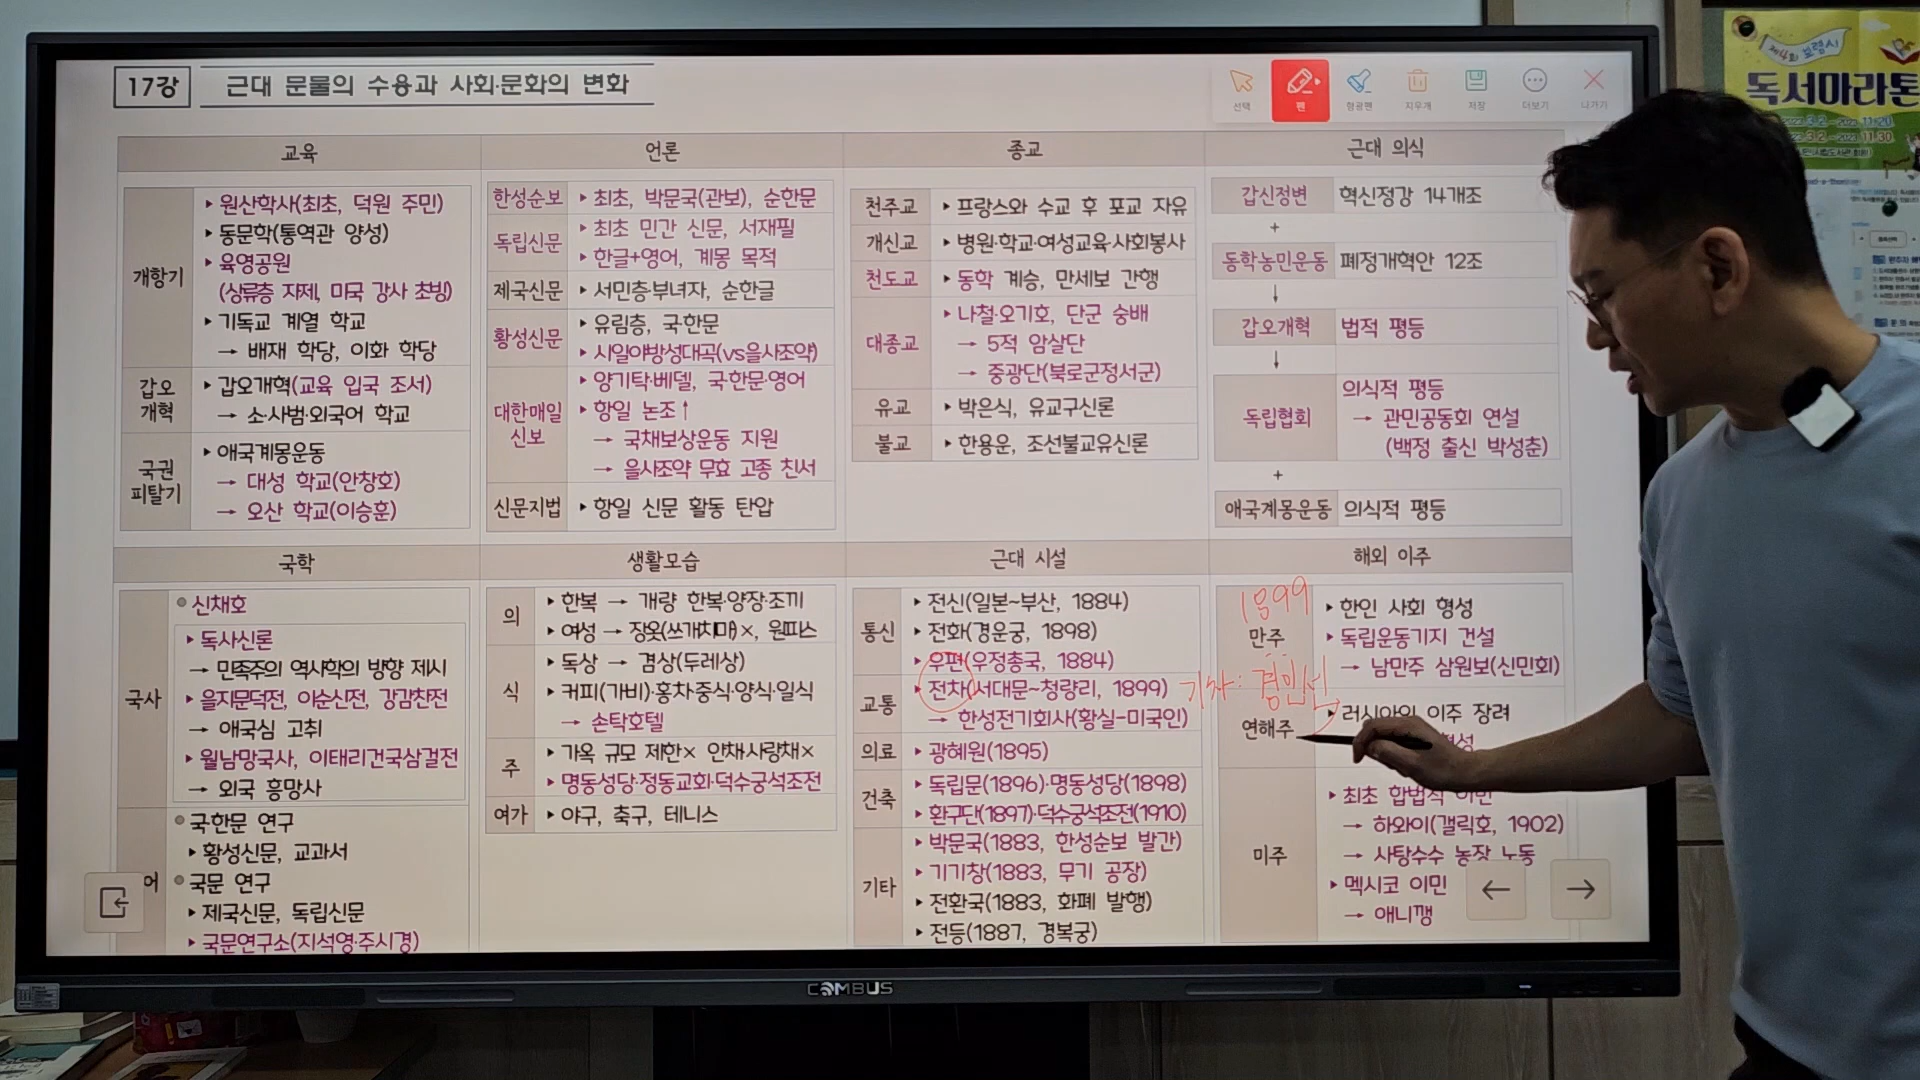 17강
근대 문물의 수용과 사회·문화의 변화
선택
펜
형광펜
지우개
저장
더보기
나가기
교육
개항기
▸ 원산학사(최초, 덕원 주민)
▸ 동문학(통역관 양성)
▸ 육영공원
(상류층 자제, 미국 강사 초빙)
▸ 기독교 계열 학교
→ 배재 학당, 이화 학당
갑오
개혁
▸ 갑오개혁(교육 입국 조서)
→ 소·사범·외국어 학교
국권
피탈기
▸ 애국계몽운동
→ 대성 학교(안창호)
→ 오산 학교(이승훈)
언론
한성순보
▸ 최초, 박문국(관보), 순한문
독립신문
▸ 최초 민간 신문, 서재필
▸ 한글+영어, 계몽 목적
제국신문
▸ 서민층·부녀자, 순한글
황성신문
▸ 유림층, 국한문
▸ 시일야방성대곡(vs을사조약)
대한매일
신보
▸ 양기탁·베델, 국한문·영어
▸ 항일 논조↑
→ 국채보상운동 지원
→ 을사조약 무효 고종 친서
신문지법
▸ 항일 신문 활동 탄압
종교
천주교
▸ 프랑스와 수교 후 포교 자유
개신교
▸ 병원·학교·여성교육·사회봉사
천도교
▸ 동학 계승, 만세보 간행
대종교
▸ 나철·오기호, 단군 숭배
→ 5적 암살단
→ 중광단(북로군정서군)
유교
▸ 박은식, 유교구신론
불교
▸ 한용운, 조선불교유신론
근대 의식
갑신정변
혁신정강 14개조
+
동학농민운동
폐정개혁안 12조
↓
갑오개혁
법적 평등
↓
독립협회
의식적 평등
→ 관민공동회 연설
(백정 출신 박성춘)
+
애국계몽운동
의식적 평등
국학
국사
● 신채호
▸ 독사신론
→ 민족주의 역사학의 방향 제시
▸ 을지문덕전, 이순신전, 강감찬전
→ 애국심 고취
▸ 월남망국사, 이태리건국삼걸전
→ 외국 흥망사
어
● 국한문 연구
▸ 황성신문, 교과서
● 국문 연구
▸ 제국신문, 독립신문
▸ 국문연구소(지석영·주시경)
생활모습
의
▸ 한복 → 개량 한복·양장·조끼
▸ 여성 → 장옷(쓰개치마)×, 원피스
식
▸ 독상 → 겸상(두레상)
▸ 커피(가비)·홍차·중식·양식·일식
→ 손탁호텔
주
▸ 가옥 규모 제한× 안채·사랑채×
▸ 명동성당·정동교회·덕수궁석조전
여가
▸ 야구, 축구, 테니스
근대 시설
통신
▸ 전신(일본~부산, 1884)
▸ 전화(경운궁, 1898)
▸ 우편(우정총국, 1884)
교통
▸ 전차(서대문~청량리, 1899)
→ 한성전기회사(황실-미국인)
의료
▸ 광혜원(1895)
건축
▸ 독립문(1896)·명동성당(1898)
▸ 환구단(1897)·덕수궁석조전(1910)
기타
▸ 박문국(1883, 한성순보 발간)
▸ 기기창(1883, 무기 공장)
▸ 전환국(1883, 화폐 발행)
▸ 전등(1887, 경복궁)
해외 이주
1899
기차: 경인선
만주
▸ 한인 사회 형성
▸ 독립운동기지 건설
→ 남만주 삼원보(신민회)
연해주
▸ 러시아의 이주 장려
형성
미주
▸ 최초 합법적 이민
→ 하와이(갤릭호, 1902)
→ 사탕수수 농장 노동
▸ 멕시코 이민
→ 애니깽
COMBUS
제4회 보령시
독서마라톤